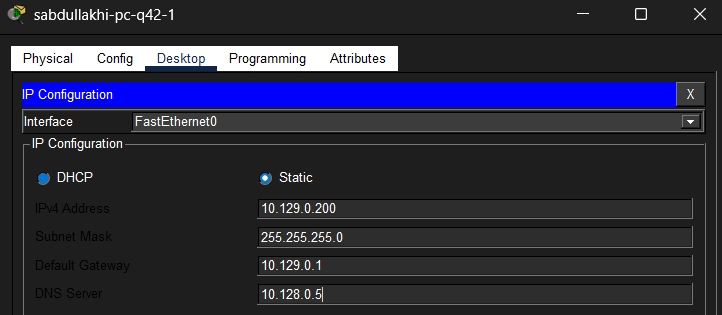 sabdullakhi-pc-q42-1
Physical Config Desktop Programming Attributes
IP Configuration X
Interface FastEthernet0
IP Configuration
DHCP Static
IPv4 Address 10.129.0.200
Subnet Mask 255.255.255.0
Default Gateway 10.129.0.1
DNS Server 10.128.0.5